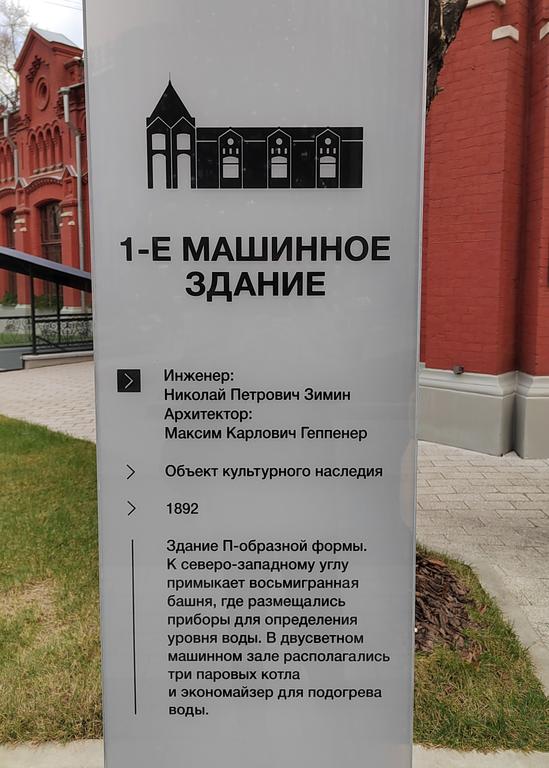 1-Е МАШИННОЕ
ЗДАНИЕ
Инженер:
Николай Петрович Зимин
Архитектор:
Максим Карлович Геппенер
Объект культурного наследия
1892
Здание П-образной формы.
К северо-западному углу
примыкает восьмигранная
башня, где размещались
приборы для определения
уровня воды. В двусветном
машинном зале располагались
три паровых котла
и экономайзер для подогрева
воды.